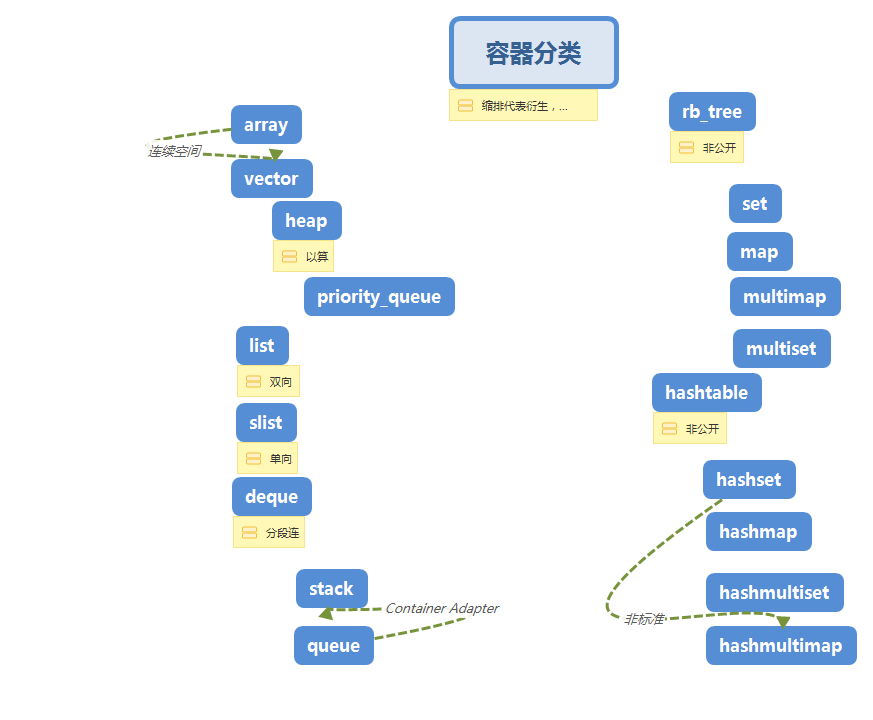 容器分类
缩排代表衍生，...
array
连续空间
vector
heap
以算
priority_queue
list
双向
slist
单向
deque
分段连
stack
Container Adapter
queue
rb_tree
非公开
set
map
multimap
multiset
hashtable
非公开
hashset
hashmap
hashmultiset
非标准
hashmultimap